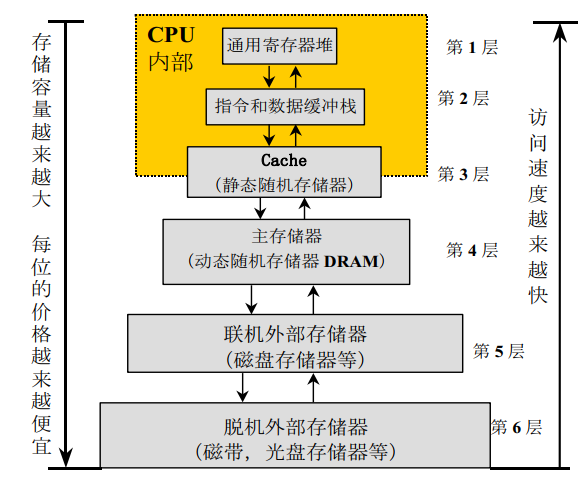 CPU
内部
通用寄存器堆
第 1 层
指令和数据缓冲栈
第 2 层
Cache
（静态随机存储器）
第 3 层
主存储器
（动态随机存储器 DRAM）
第 4 层
联机外部存储器
（磁盘存储器等）
第 5 层
脱机外部存储器
（磁带，光盘存储器等）
第 6 层
存储容量越来越大 每位的价格越来越便宜
访问速度越来越快